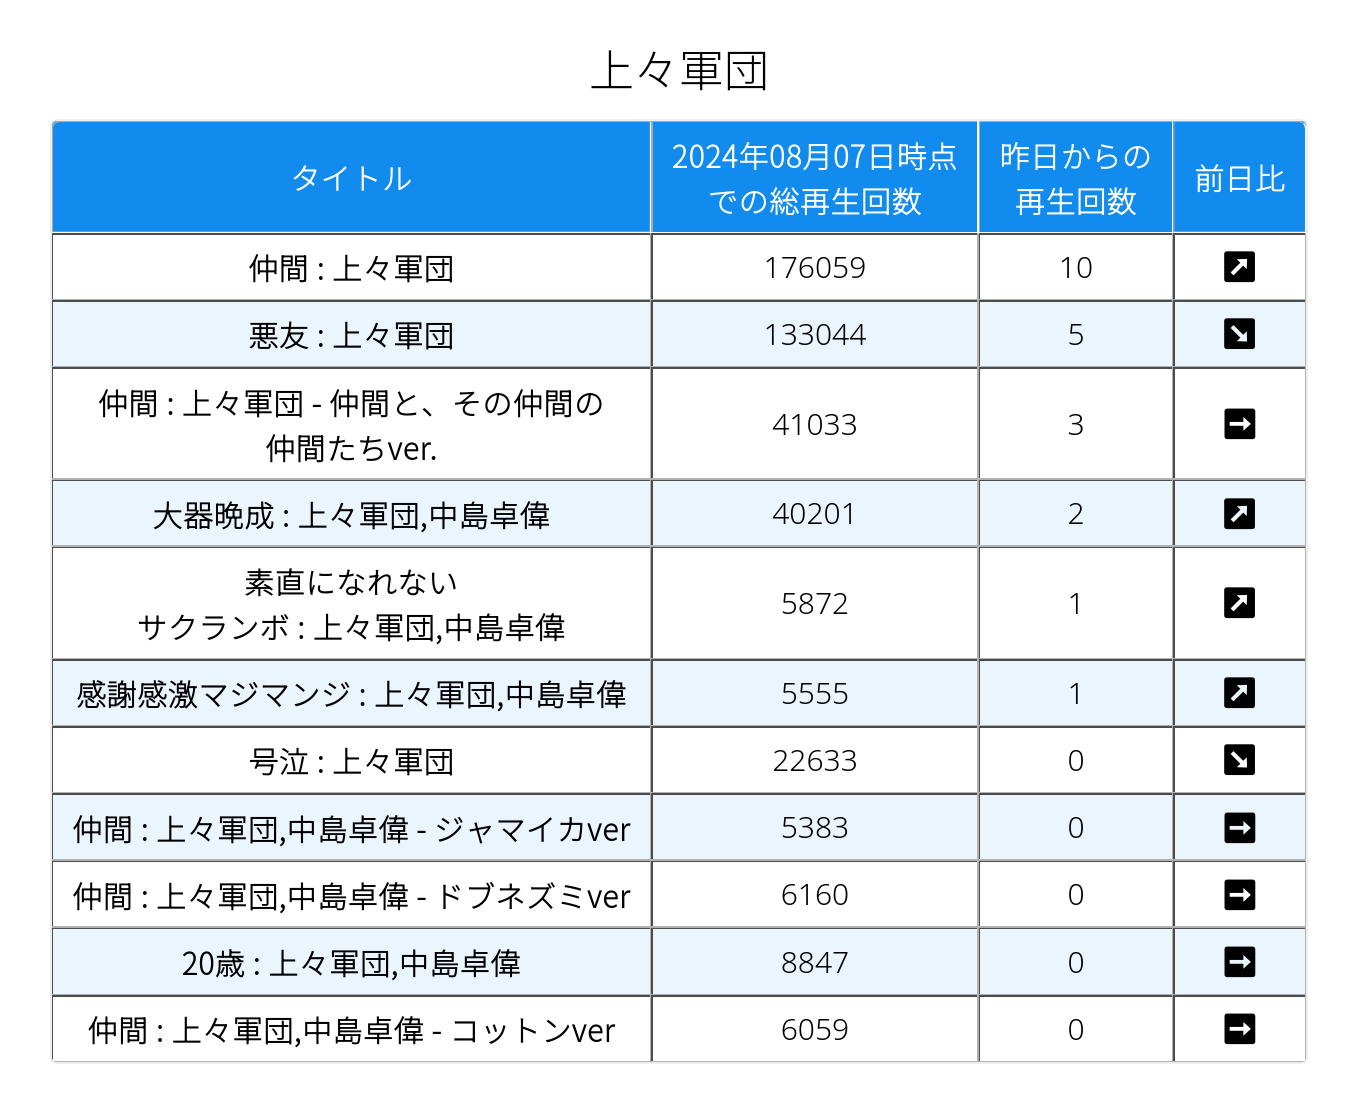 上々軍団
タイトル
2024年08月07日時点
での総再生回数
昨日からの
再生回数
前日比
仲間 : 上々軍団
176059
10
悪友 : 上々軍団
133044
5
仲間 : 上々軍団 - 仲間と、その仲間の
仲間たちver.
41033
3
大器晩成 : 上々軍団,中島卓偉
40201
2
素直になれない
サクランボ : 上々軍団,中島卓偉
5872
1
感謝感激マジマンジ : 上々軍団,中島卓偉
5555
1
号泣 : 上々軍団
22633
0
仲間 : 上々軍団,中島卓偉 - ジャマイカver
5383
0
仲間 : 上々軍団,中島卓偉 - ドブネズミver
6160
0
20歳 : 上々軍団,中島卓偉
8847
0
仲間 : 上々軍団,中島卓偉 - コットンver
6059
0